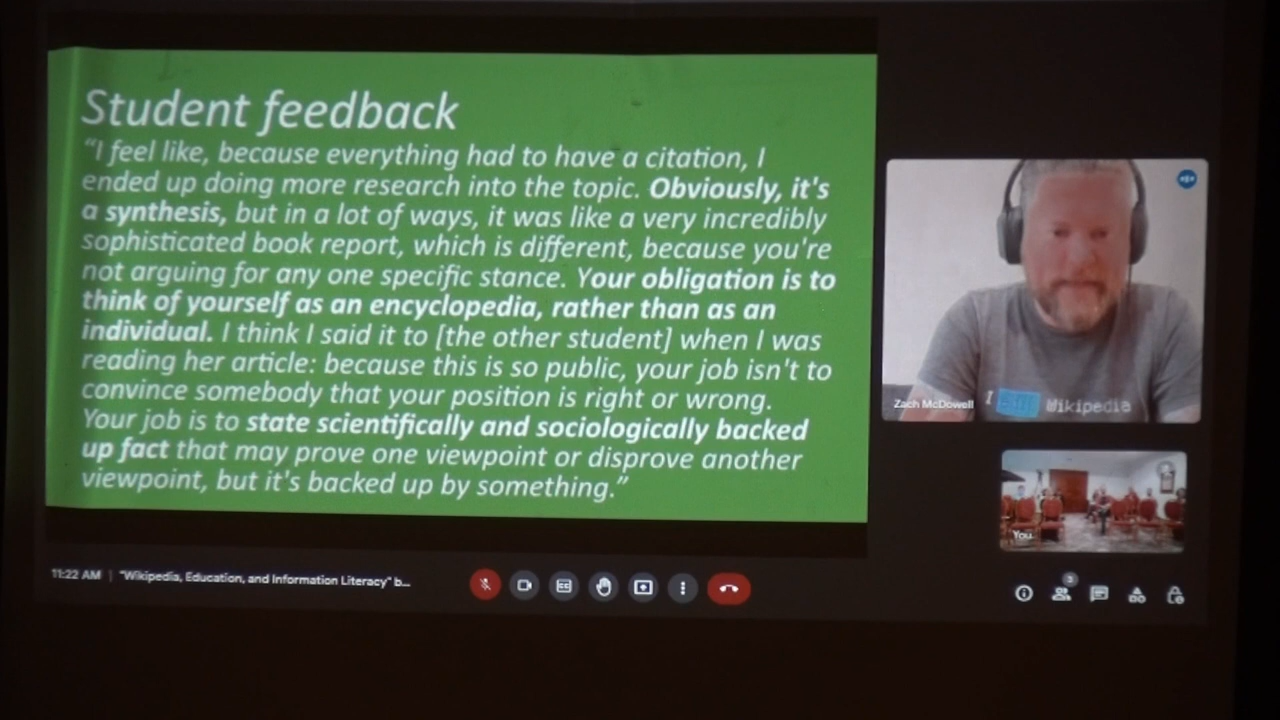 Student feedback
“I feel like, because everything had to have a citation, I
ended up doing more research into the topic. Obviously, it's
a synthesis, but in a lot of ways, it was like a very incredibly
sophisticated book report, which is different, because you're
not arguing for any one specific stance. Your obligation is to
think of yourself as an encyclopedia, rather than as an
individual. I think I said it to [the other student] when I was
reading her article: because this is so public, your job isn't to
convince somebody that your position is right or wrong.
Your job is to state scientifically and sociologically backed
up fact that may prove one viewpoint or disprove another
viewpoint, but it's backed up by something.”
I Wikipedia
Zach McDowell
You
11:22 AM | "Wikipedia, Education, and Information Literacy" b...
3